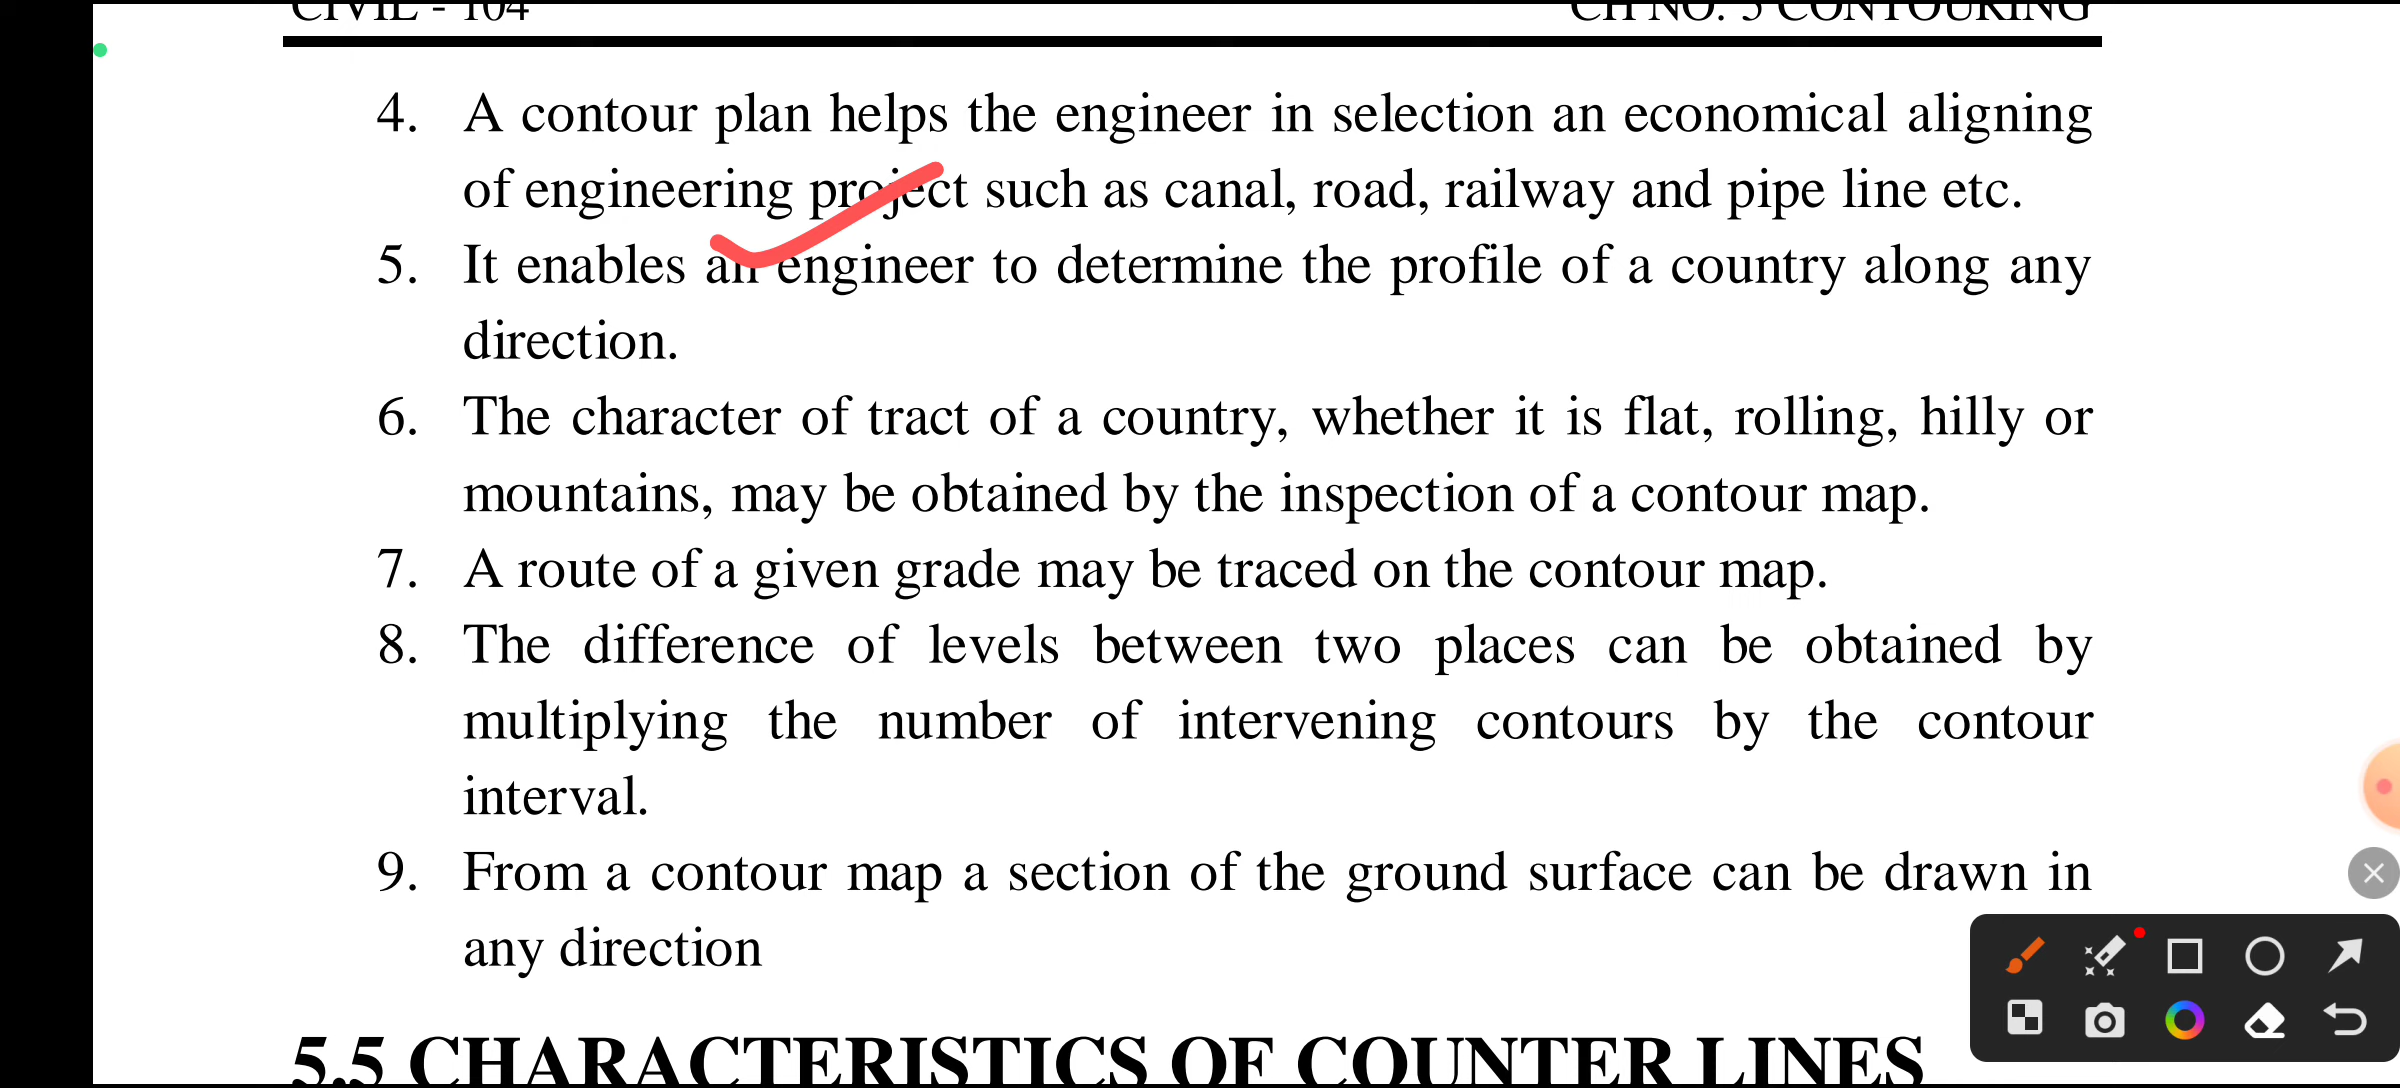 CIVIL - 104 CH NO. 5 CONTOURING
4. A contour plan helps the engineer in selection an economical aligning
of engineering project such as canal, road, railway and pipe line etc.
5. It enables an engineer to determine the profile of a country along any
direction.
6. The character of tract of a country, whether it is flat, rolling, hilly or
mountains, may be obtained by the inspection of a contour map.
7. A route of a given grade may be traced on the contour map.
8. The difference of levels between two places can be obtained by
multiplying the number of intervening contours by the contour
interval.
9. From a contour map a section of the ground surface can be drawn in
any direction
5.5 CHARACTERISTICS OF COUNTER LINES